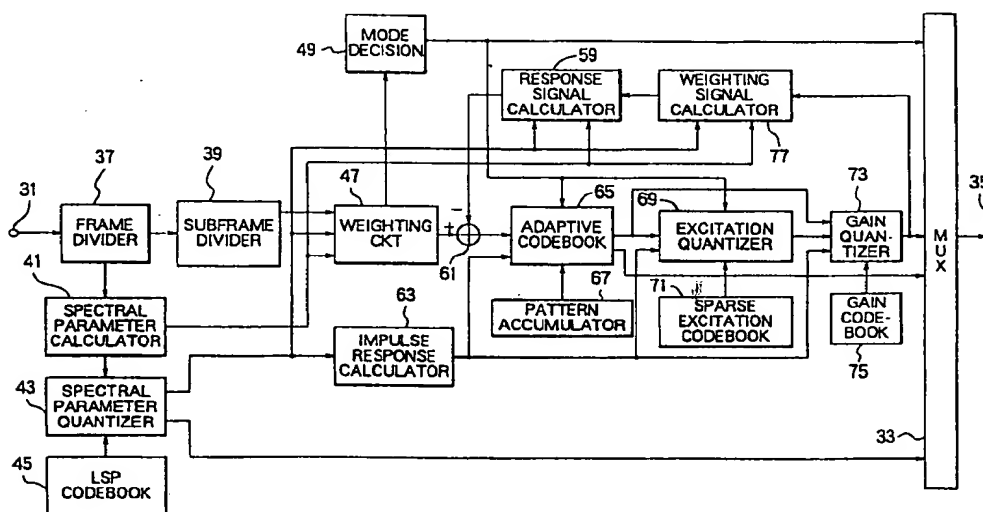 49
MODE
DECISION
59
RESPONSE
SIGNAL
CALCULATOR
WEIGHTING
SIGNAL
CALCULATOR
77
31
37
FRAME
DIVIDER
39
SUBFRAME
DIVIDER
47
WEIGHTING
CKT
+
−
61
65
ADAPTIVE
CODEBOOK
69
EXCITATION
QUANTIZER
73
GAIN
QUAN-
TIZER
MUX
35
41
SPECTRAL
PARAMETER
CALCULATOR
63
IMPULSE
RESPONSE
CALCULATOR
67
PATTERN
ACCUMULATOR
71
SPARSE
EXCITATION
CODEBOOK
GAIN
CODE-
BOOK
75
43
SPECTRAL
PARAMETER
QUANTIZER
33
45
LSP
CODEBOOK